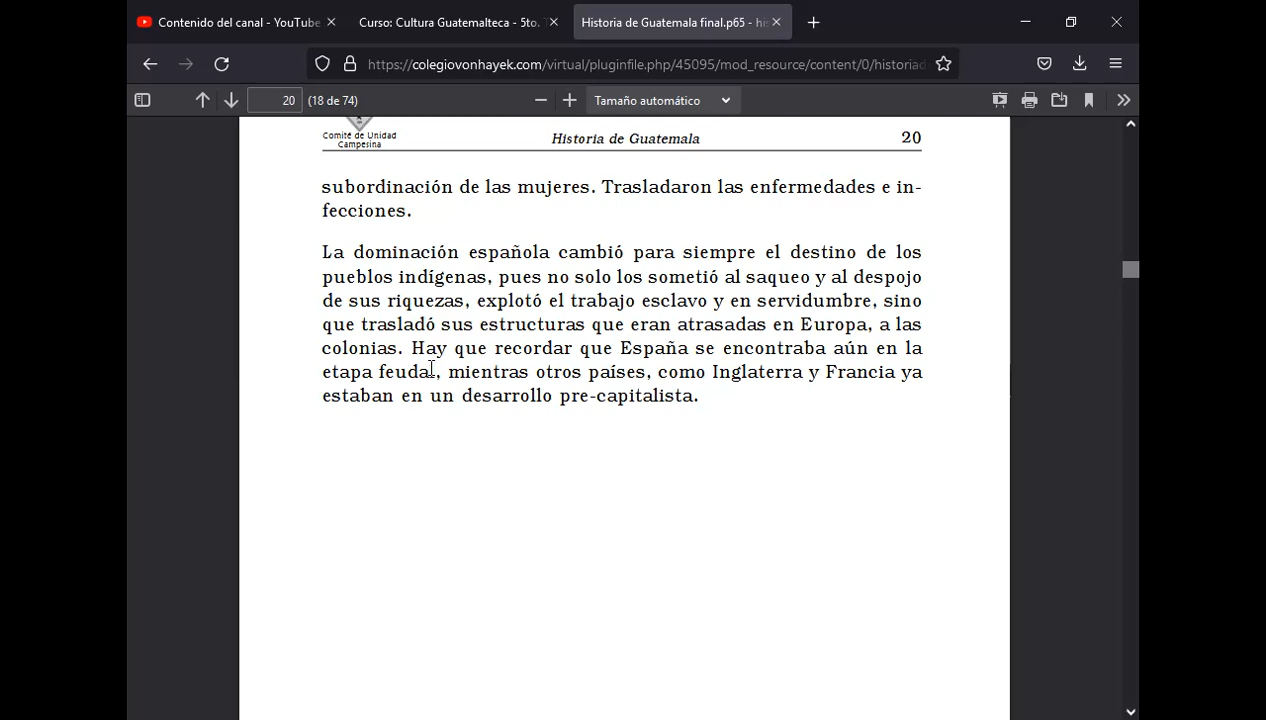 Contenido del canal - YouTube
Curso: Cultura Guatemalteca - 5to.
Historia de Guatemala final.p65 - his
https://colegiovonhayek.com/virtual/pluginfile.php/45095/mod_resource/content/0/historiad
20 (18 de 74)
Tamaño automático
Comité de Unidad
Campesina
Historia de Guatemala
20
subordinación de las mujeres. Trasladaron las enfermedades e in-
fecciones.
La dominación española cambió para siempre el destino de los
pueblos indígenas, pues no solo los sometió al saqueo y al despojo
de sus riquezas, explotó el trabajo esclavo y en servidumbre, sino
que trasladó sus estructuras que eran atrasadas en Europa, a las
colonias. Hay que recordar que España se encontraba aún en la
etapa feudal, mientras otros países, como Inglaterra y Francia ya
estaban en un desarrollo pre-capitalista.